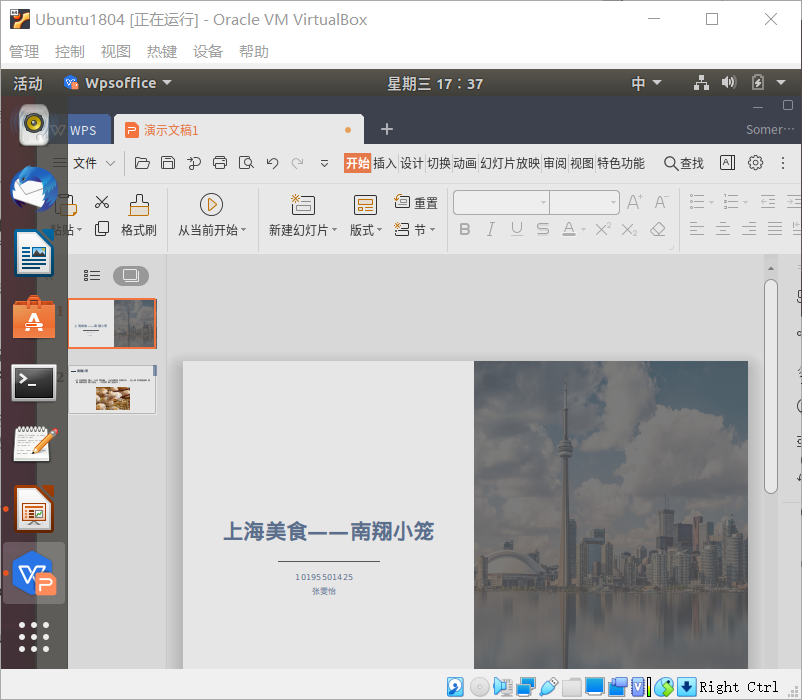 Ubuntu1804 [正在运行] - Oracle VM VirtualBox
管理 控制 视图 热键 设备 帮助
活动 Wpsoffice 星期三 17：37 中
WPS 演示文稿1
Somer···
文件 开始 插入 设计 切换 动画 幻灯片放映 审阅 视图 特色功能 查找
重置
粘贴 格式刷 从当前开始 新建幻灯片 版式 节
1
2
上海美食——南翔小笼
10195501425
张雯怡
Right Ctrl